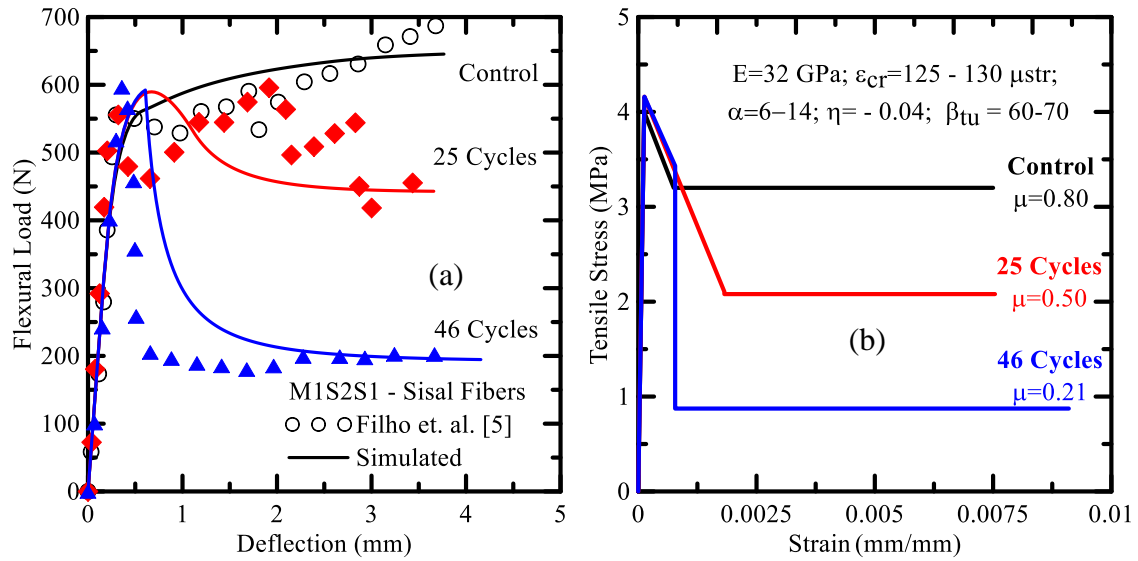 700
600
500
400
300
200
100
0
Flexural Load (N)
Control
25 Cycles
(a)
46 Cycles
M1S2S1 - Sisal Fibers
Filho et. al. [5]
Simulated
0 1 2 3 4 5
Deflection (mm)
5
4
3
2
1
0
Tensile Stress (MPa)
E=32 GPa; εcr=125 - 130 μstr;
α=6–14; η= - 0.04; βtu = 60-70
Control
μ=0.80
25 Cycles
μ=0.50
(b)
46 Cycles
μ=0.21
0 0.0025 0.005 0.0075 0.01
Strain (mm/mm)